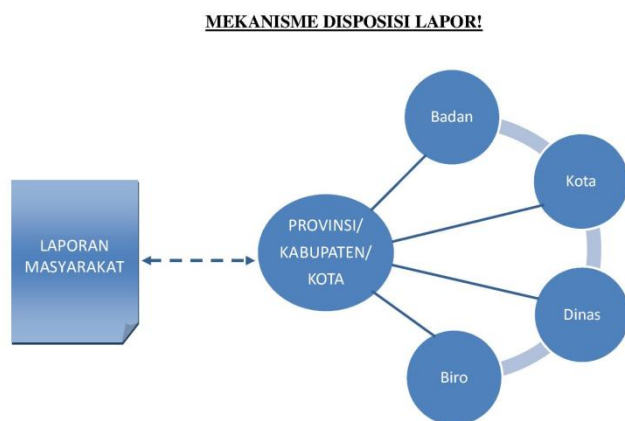 MEKANISME DISPOSISI LAPOR!
LAPORAN
MASYARAKAT
PROVINSI/
KABUPATEN/
KOTA
Badan
Kota
Dinas
Biro